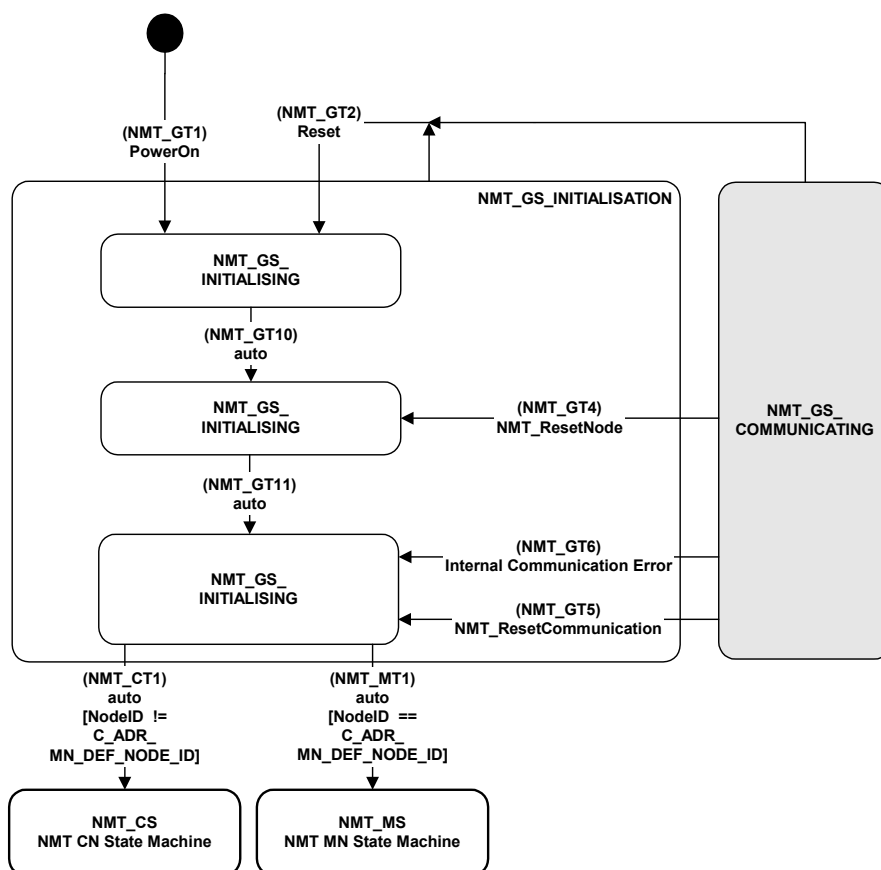 (NMT_GT2)
Reset
(NMT_GT1)
PowerOn
NMT_GS_INITIALISATION
NMT_GS_
INITIALISING
(NMT_GT10)
auto
NMT_GS_
INITIALISING
(NMT_GT4)
NMT_ResetNode
NMT_GS_
COMMUNICATING
(NMT_GT11)
auto
NMT_GS_
INITIALISING
(NMT_GT6)
Internal Communication Error
(NMT_GT5)
NMT_ResetCommunication
(NMT_CT1)
auto
[NodeID !=
C_ADR_
MN_DEF_NODE_ID]
(NMT_MT1)
auto
[NodeID ==
C_ADR_
MN_DEF_NODE_ID]
NMT_CS
NMT CN State Machine
NMT_MS
NMT MN State Machine